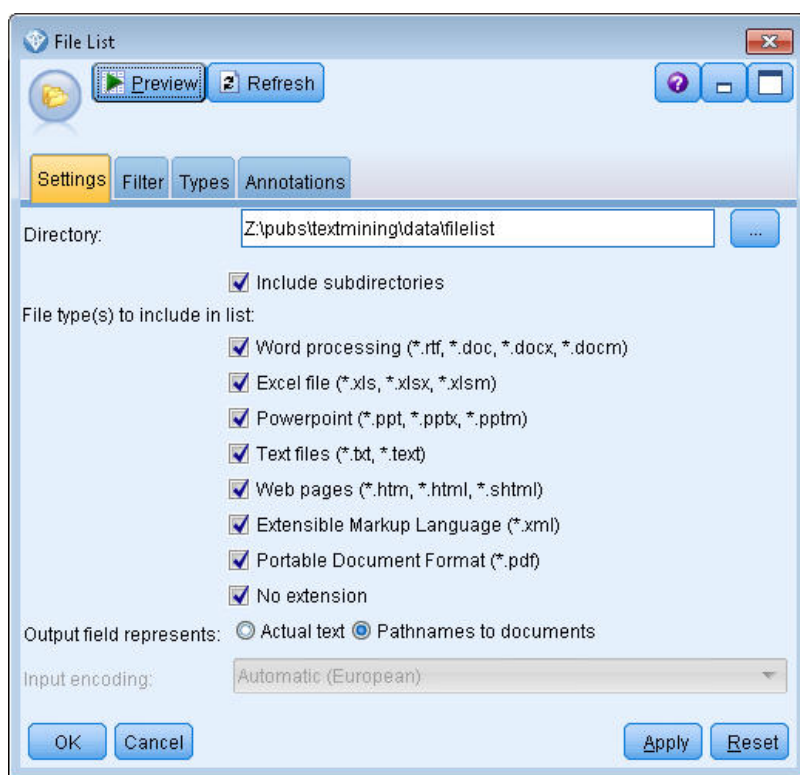 File List
Preview Refresh ?
Settings Filter Types Annotations
Directory: Z:\pubs\textmining\data\filelist ...
Include subdirectories
File type(s) to include in list:
Word processing (*.rtf, *.doc, *.docx, *.docm)
Excel file (*.xls, *.xlsx, *.xlsm)
Powerpoint (*.ppt, *.pptx, *.pptm)
Text files (*.txt, *.text)
Web pages (*.htm, *.html, *.shtml)
Extensible Markup Language (*.xml)
Portable Document Format (*.pdf)
No extension
Output field represents: Actual text Pathnames to documents
Input encoding: Automatic (European)
OK Cancel Apply Reset